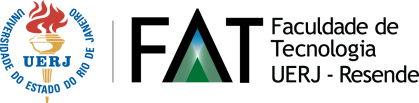 UNIVERSIDADE DO ESTADO DO RIO DE JANEIRO
UERJ
FAT
Faculdade de
Tecnologia
UERJ - Resende